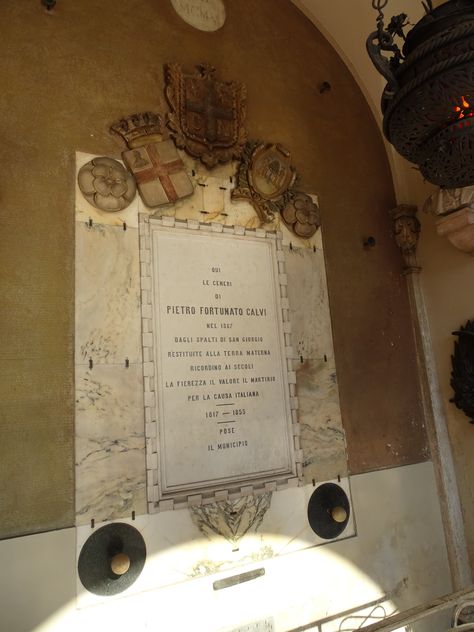 MCML
QUI
LE CENERI
DI
PIETRO FORTUNATO CALVI
NEL 1867
DAGLI SPALTI DI SAN GIORGIO
RESTITUITE ALLA TERRA MATERNA
RICORDINO AI SECOLI
LA FIEREZZA IL VALORE IL MARTIRIO
PER LA CAUSA ITALIANA
1817 — 1855
POSE
IL MUNICIPIO